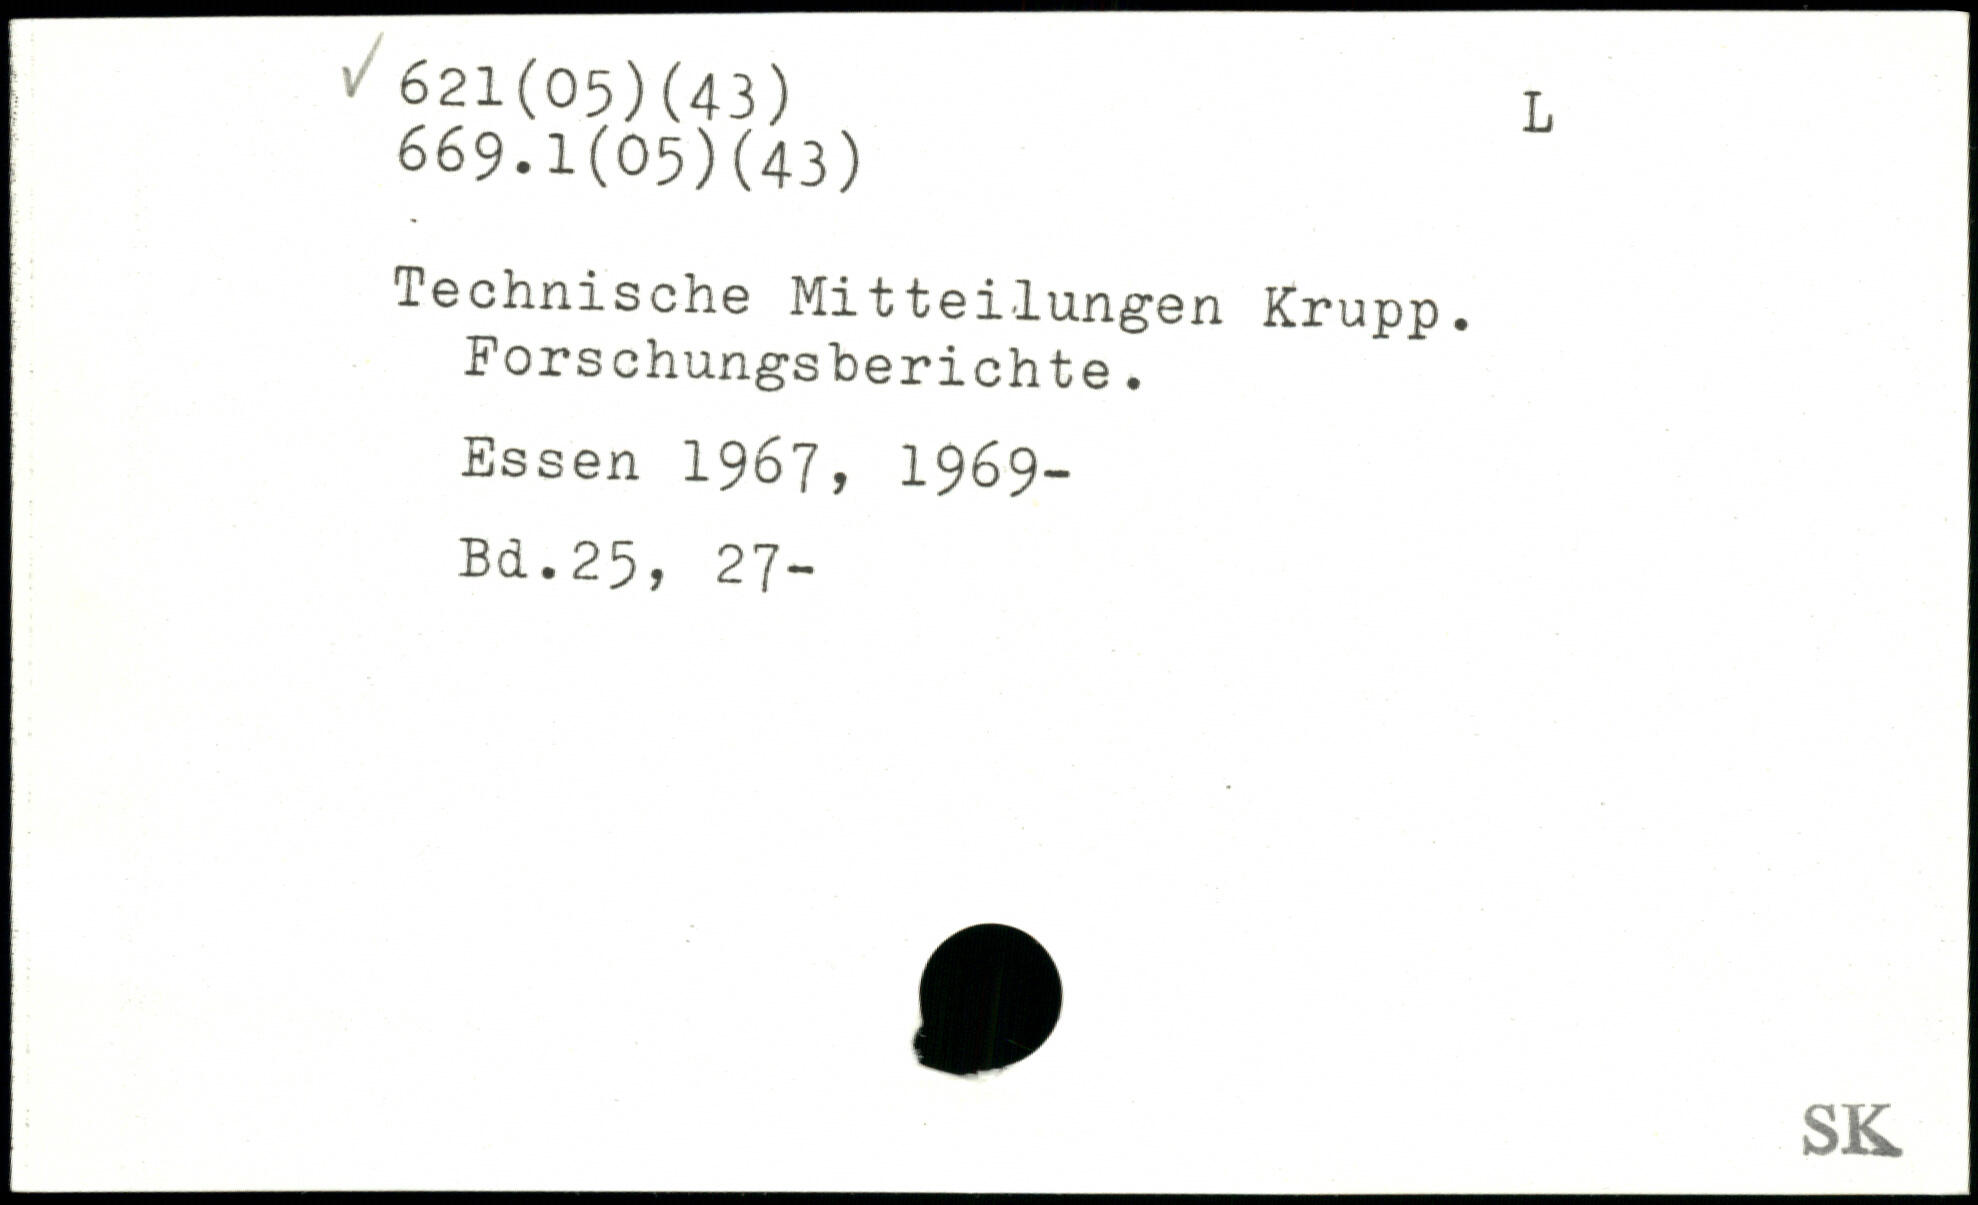 ✓ 621(05)(43)
L
669.1(05)(43)
Technische Mitteilungen Krupp.
Forschungsberichte.
Essen 1967, 1969-
Bd.25, 27-
SK